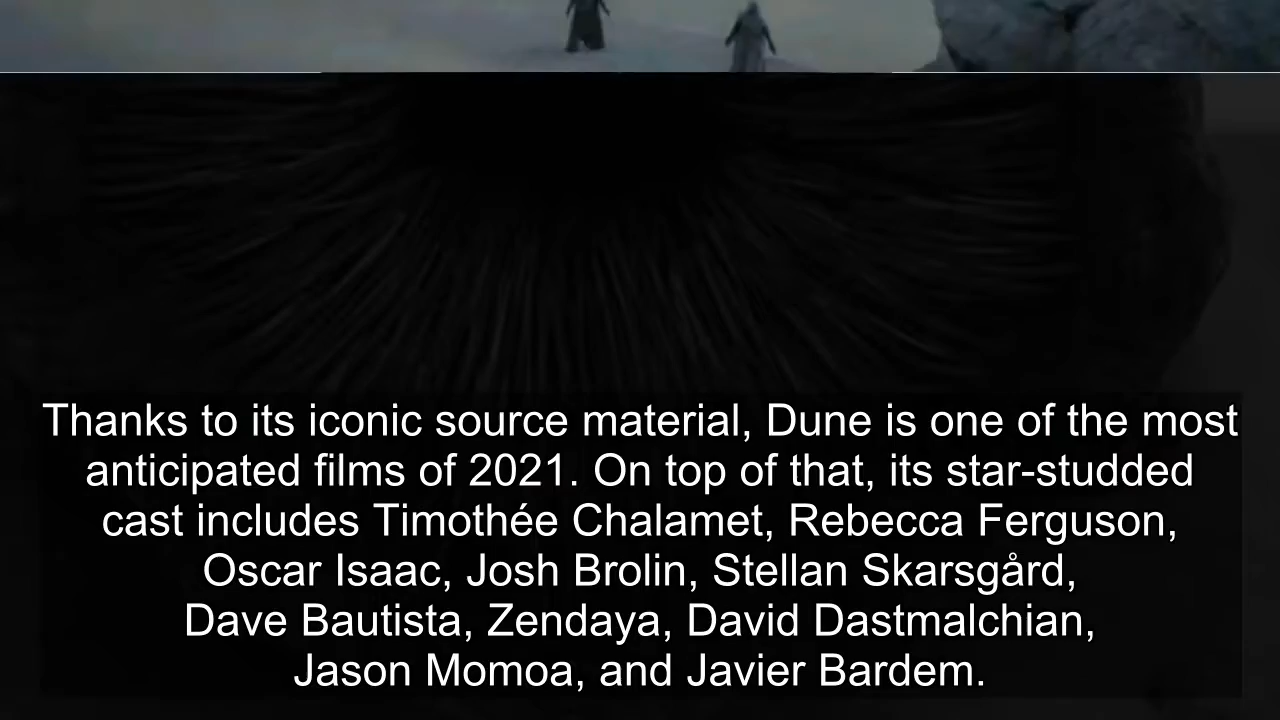 Thanks to its iconic source material, Dune is one of the most
anticipated films of 2021. On top of that, its star-studded
cast includes Timothée Chalamet, Rebecca Ferguson,
Oscar Isaac, Josh Brolin, Stellan Skarsgård,
Dave Bautista, Zendaya, David Dastmalchian,
Jason Momoa, and Javier Bardem.